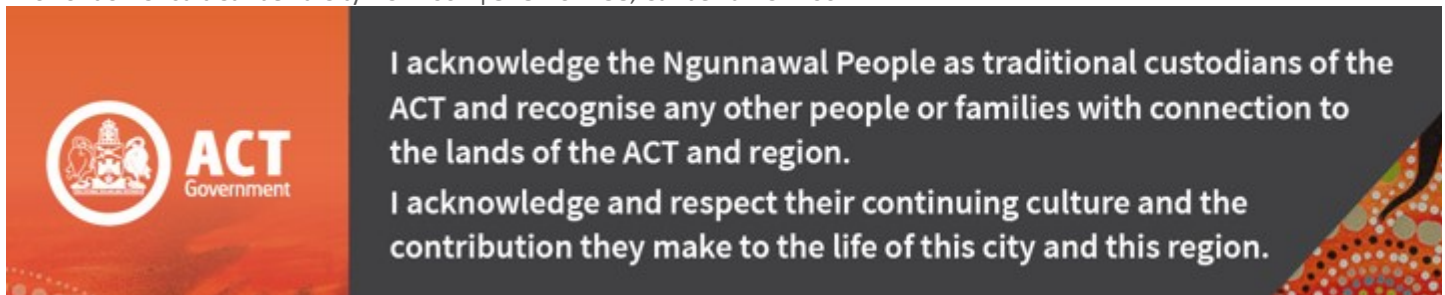 ACT
Government
I acknowledge the Ngunnawal People as traditional custodians of the
ACT and recognise any other people or families with connection to
the lands of the ACT and region.
I acknowledge and respect their continuing culture and the
contribution they make to the life of this city and this region.